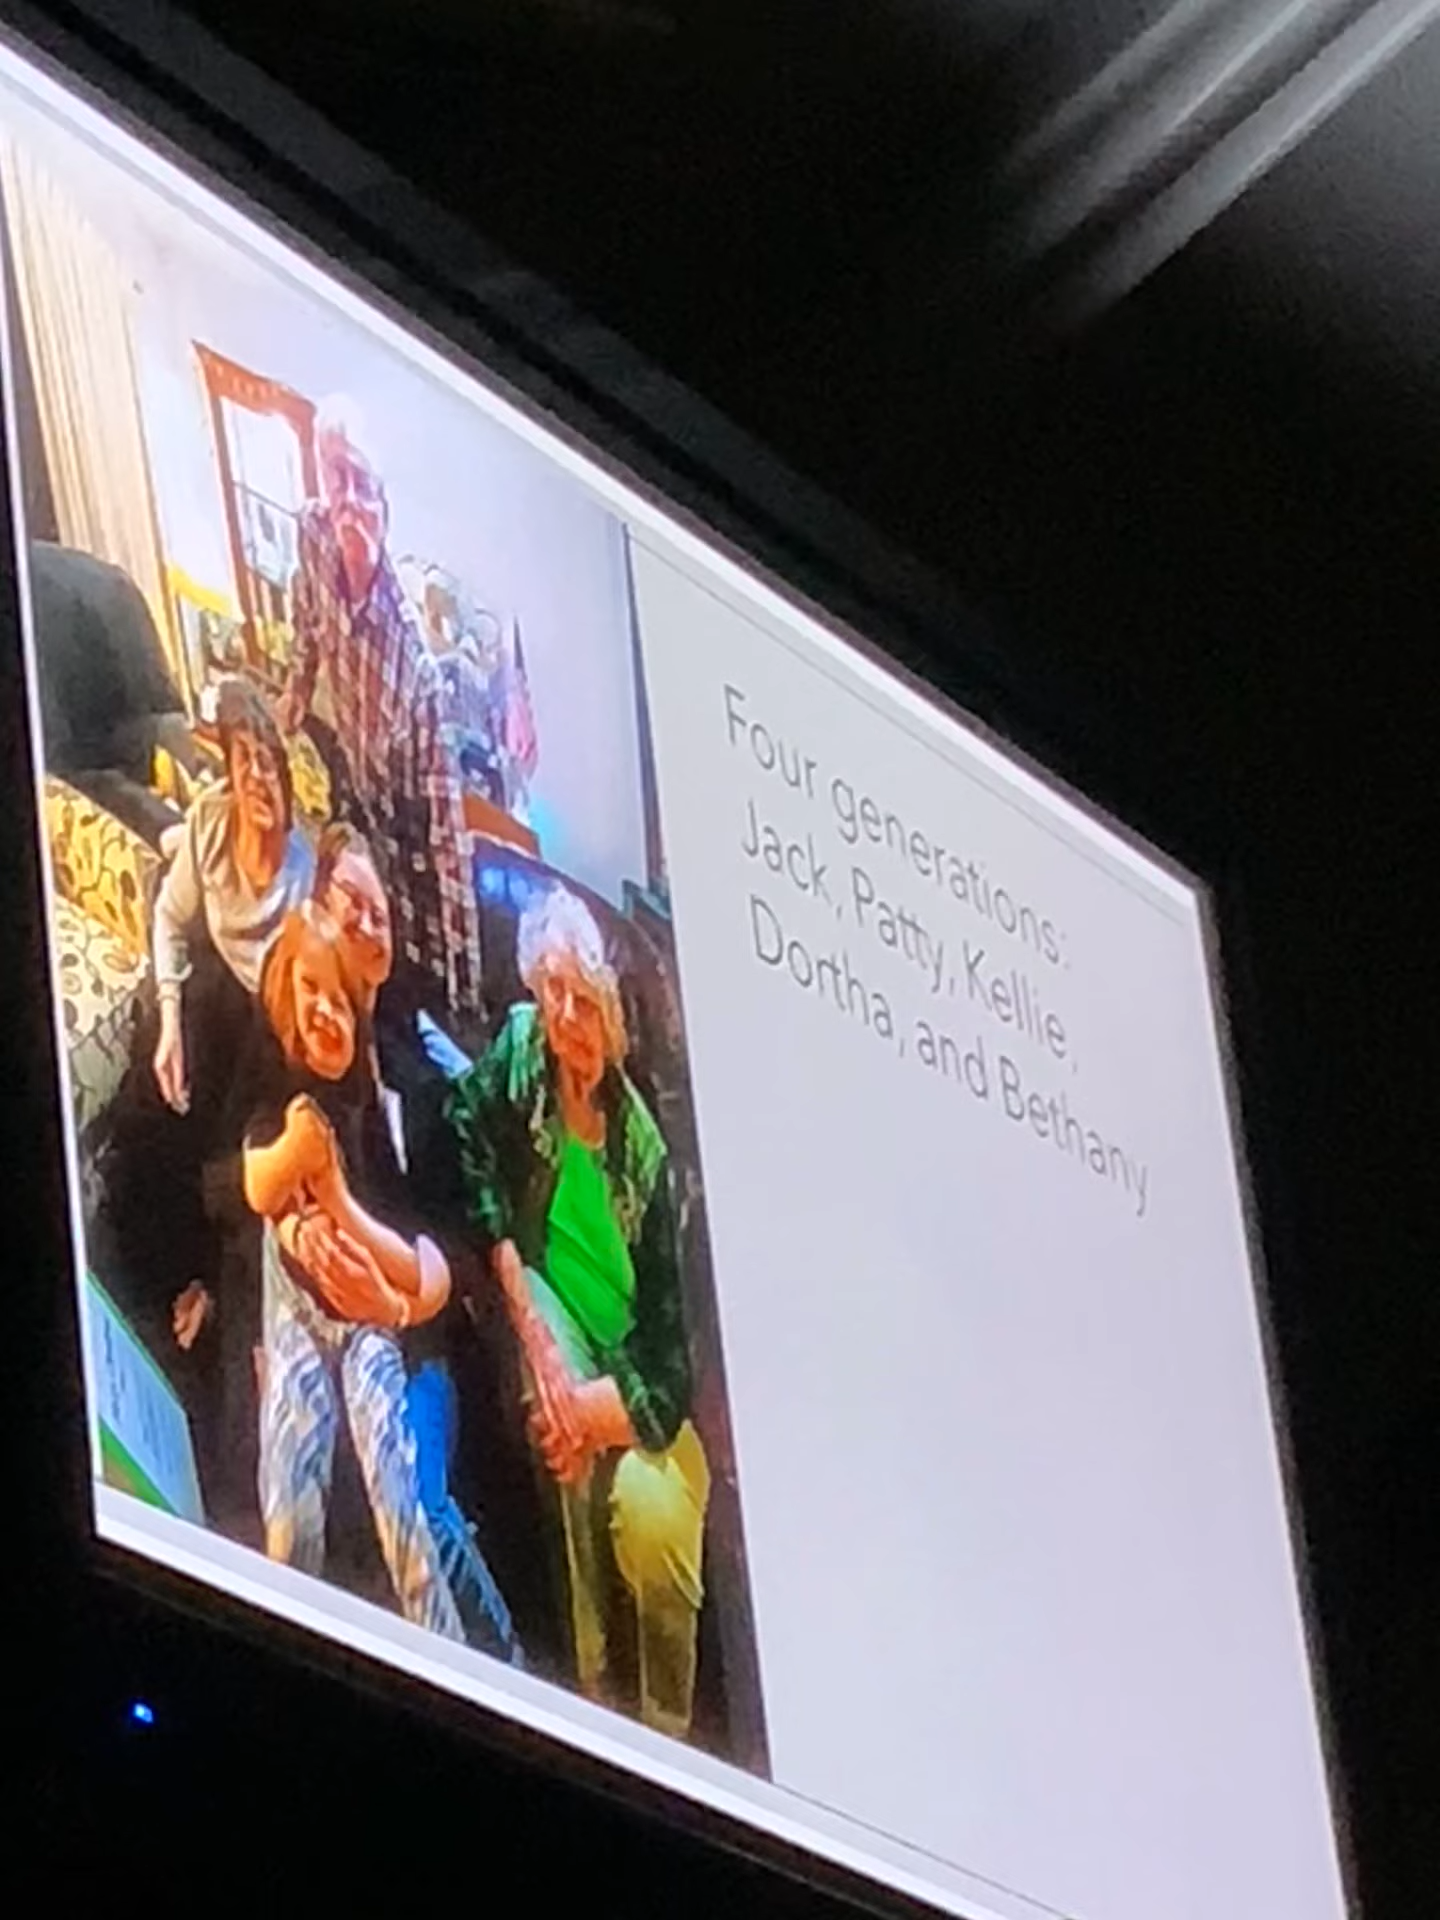 Four generations:
Jack, Patty, Kellie,
Dortha, and Bethany